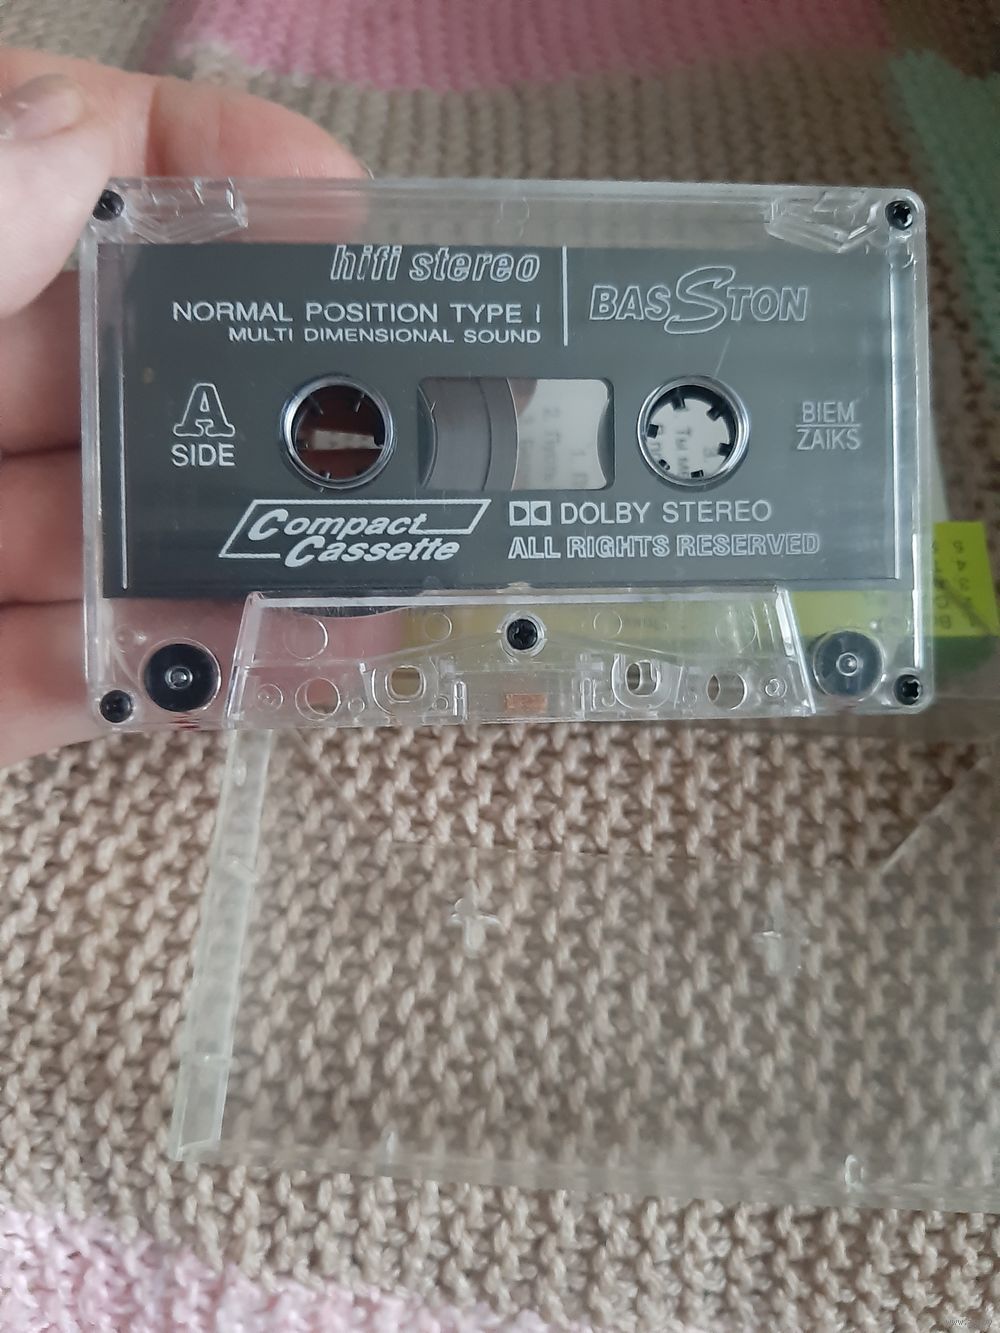 hifi stereo
NORMAL POSITION TYPE I
MULTI DIMENSIONAL SOUND
BASSTON
A
SIDE
BIEM
ZAIKS
Compact
Cassette
DOLBY STEREO
ALL RIGHTS RESERVED